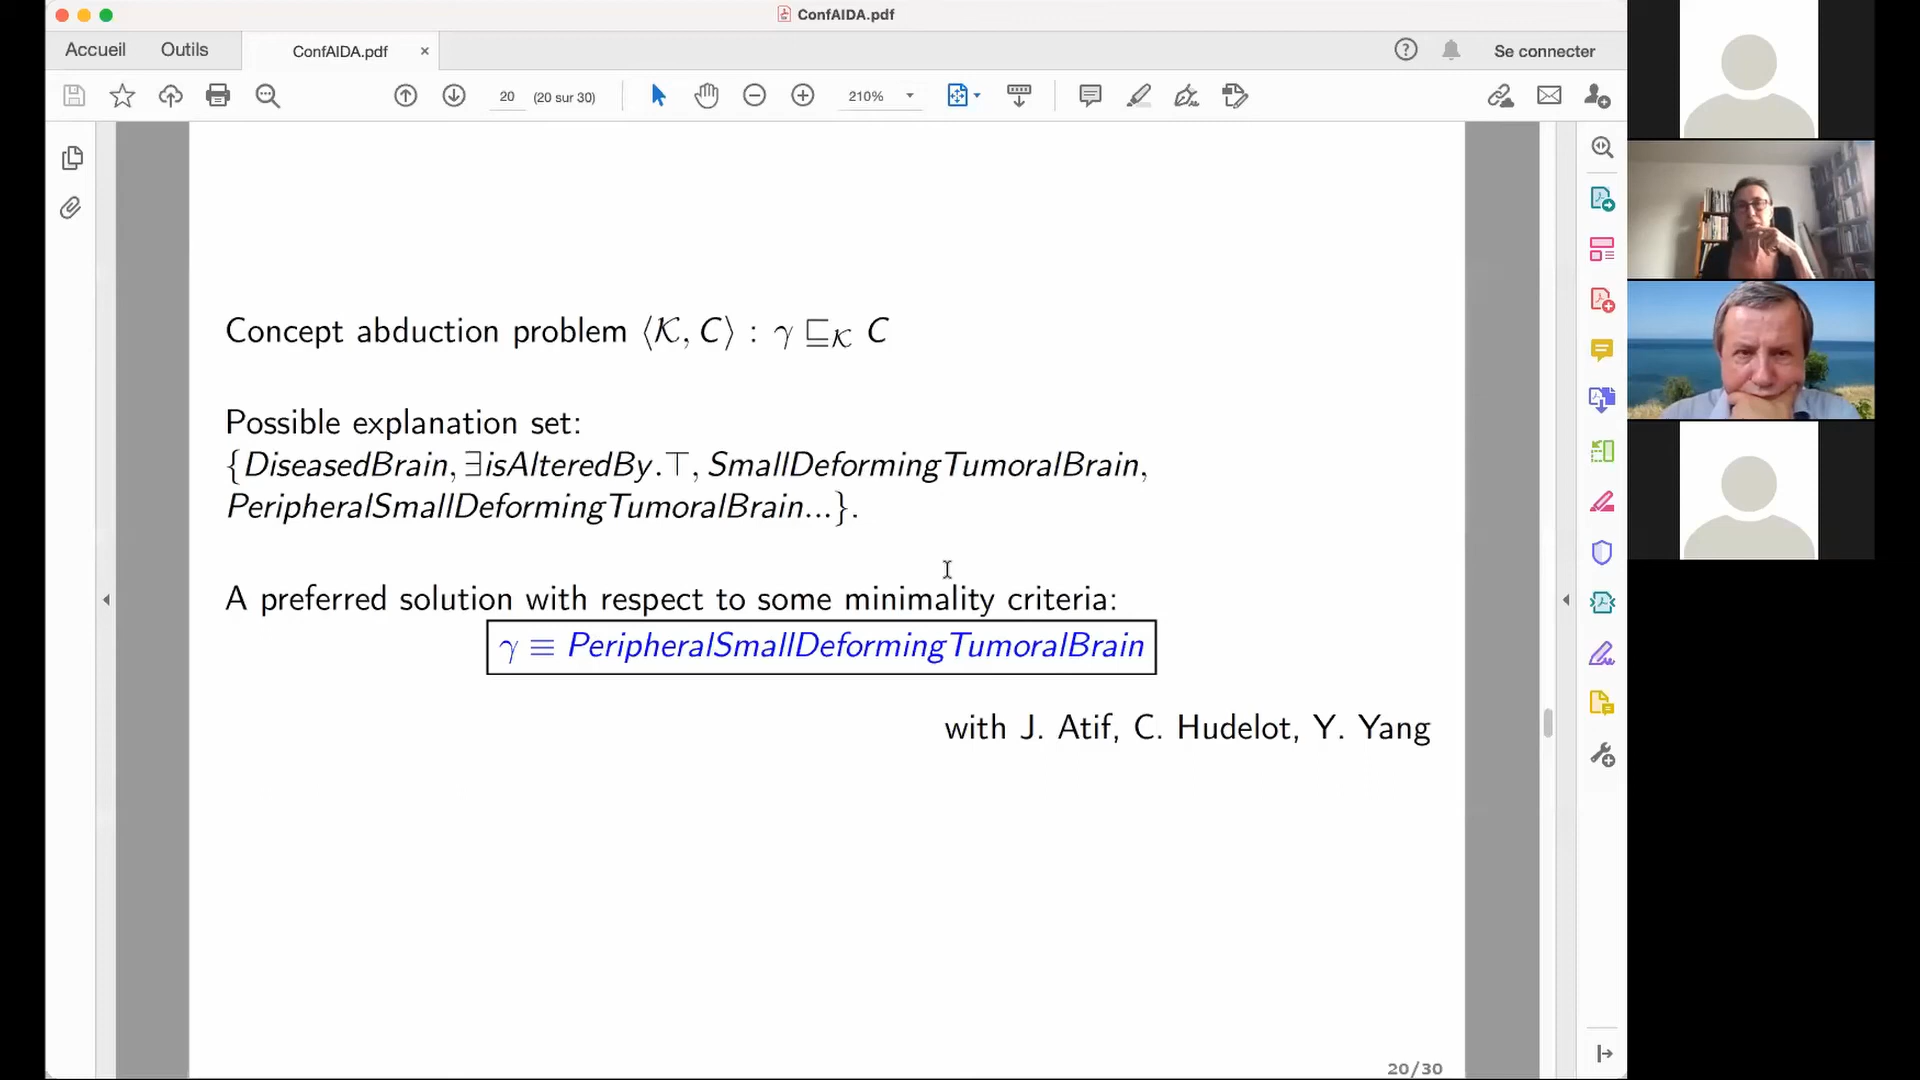 ConfAIDA.pdf
Accueil Outils ConfAIDA.pdf × Se connecter
20 (20 sur 30) 210%
Concept abduction problem ⟨𝒦, C⟩ : γ ⊑𝒦 C
Possible explanation set:
{DiseasedBrain, ∃isAlteredBy.⊤, SmallDeformingTumoralBrain,
PeripheralSmallDeformingTumoralBrain...}.
A preferred solution with respect to some minimality criteria:
γ ≡ PeripheralSmallDeformingTumoralBrain
with J. Atif, C. Hudelot, Y. Yang
20/30